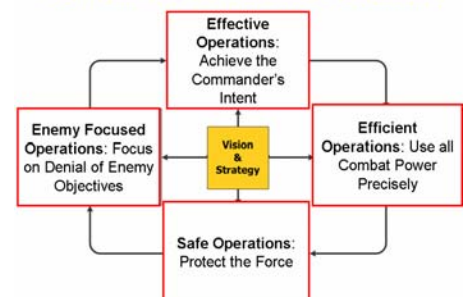 Effective
Operations:
Achieve the
Commander's
Intent
Enemy Focused
Operations: Focus
on Denial of Enemy
Objectives
Vision
&
Strategy
Efficient
Operations: Use all
Combat Power
Precisely
Safe Operations:
Protect the Force